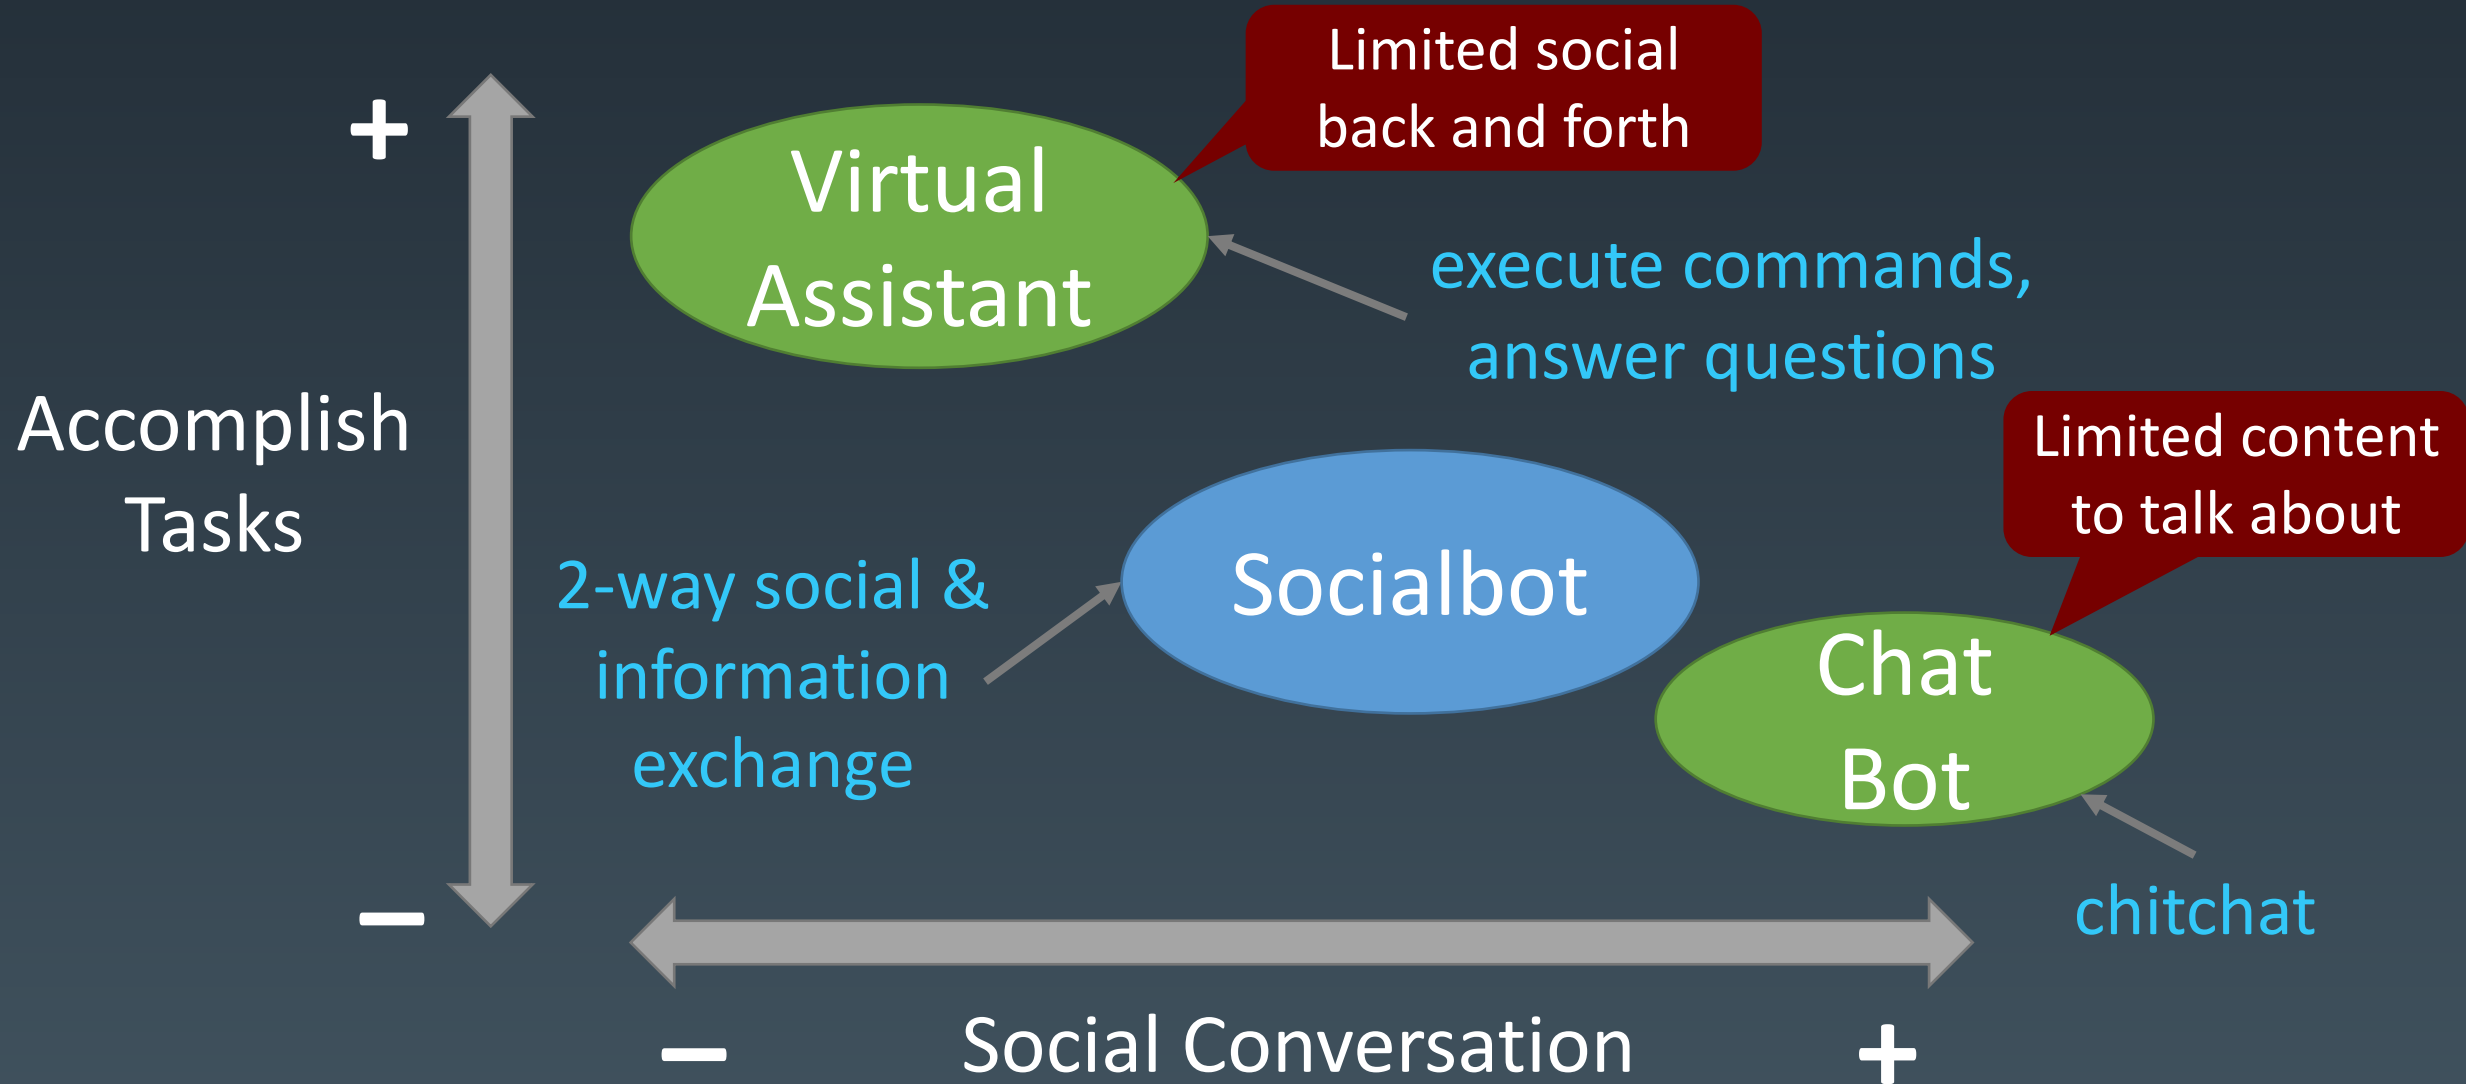 Limited social
back and forth
+
Virtual
Assistant
execute commands,
answer questions
Accomplish
Tasks
Limited content
to talk about
2-way social &
information
exchange
Socialbot
Chat
Bot
–
chitchat
–
Social Conversation
+